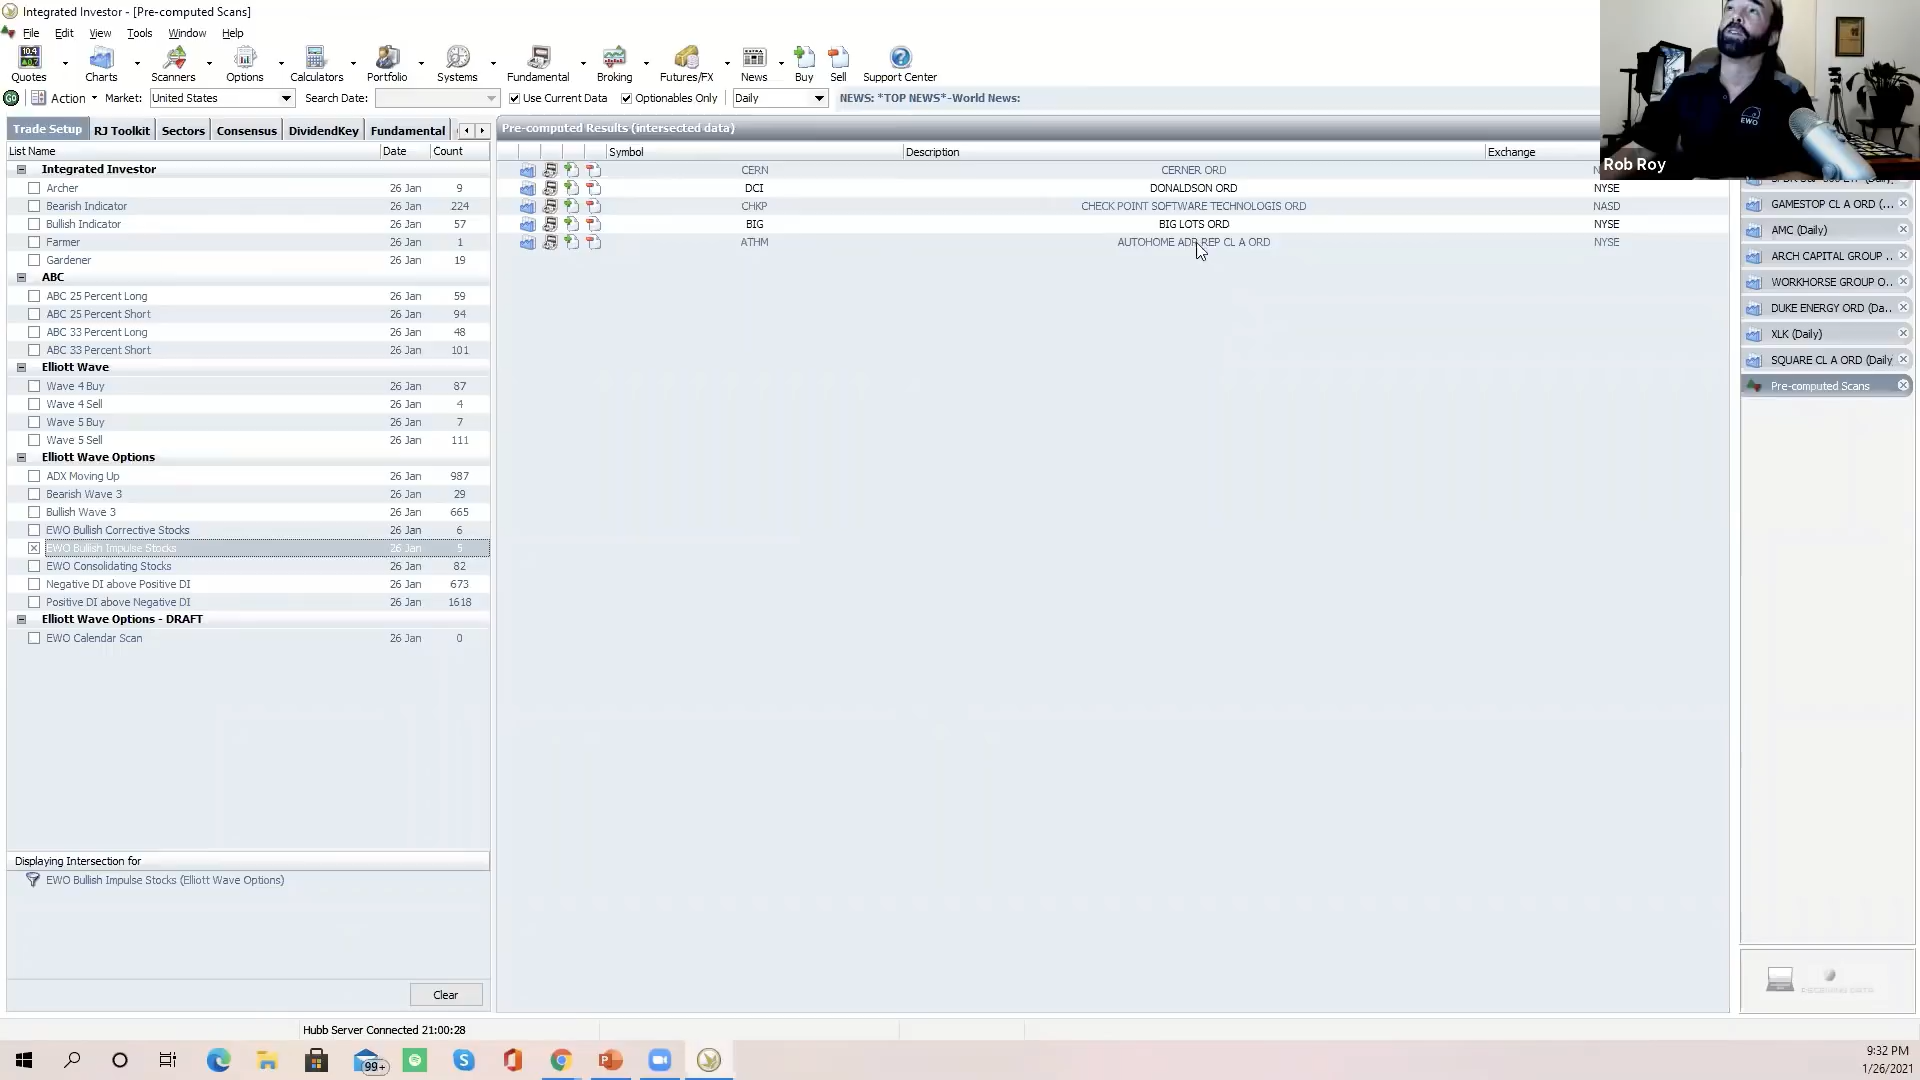 Integrated Investor - [Pre-computed Scans]
File Edit View Tools Window Help
Quotes Charts Scanners Options Calculators Portfolio Systems Fundamental Broking Futures/FX News Buy Sell Support Center
Action Market: United States Search Date: Use Current Data Optionables Only Daily NEWS: *TOP NEWS*-World News:
Trade Setup RJ Toolkit Sectors Consensus DividendKey Fundamental
List Name Date Count
Integrated Investor
Archer 26 Jan 9
Bearish Indicator 26 Jan 224
Bullish Indicator 26 Jan 57
Farmer 26 Jan 1
Gardener 26 Jan 19
ABC
ABC 25 Percent Long 26 Jan 59
ABC 25 Percent Short 26 Jan 94
ABC 33 Percent Long 26 Jan 48
ABC 33 Percent Short 26 Jan 101
Elliott Wave
Wave 4 Buy 26 Jan 87
Wave 4 Sell 26 Jan 4
Wave 5 Buy 26 Jan 7
Wave 5 Sell 26 Jan 111
Elliott Wave Options
ADX Moving Up 26 Jan 987
Bearish Wave 3 26 Jan 29
Bullish Wave 3 26 Jan 665
EWO Bullish Corrective Stocks 26 Jan 6
EWO Bullish Impulse Stocks 26 Jan 5
EWO Consolidating Stocks 26 Jan 82
Negative DI above Positive DI 26 Jan 673
Positive DI above Negative DI 26 Jan 1618
Elliott Wave Options - DRAFT
EWO Calendar Scan 26 Jan 0
Displaying Intersection for
EWO Bullish Impulse Stocks (Elliott Wave Options)
Clear
Pre-computed Results (intersected data)
Symbol Description Exchange
CERN CERNER ORD
DCI DONALDSON ORD NYSE
CHKP CHECK POINT SOFTWARE TECHNOLOGIS ORD NASD
BIG BIG LOTS ORD NYSE
ATHM AUTOHOME ADR REP CL A ORD NYSE
EWO
Rob Roy
GAMESTOP CL A ORD (...
AMC (Daily)
ARCH CAPITAL GROUP ..
WORKHORSE GROUP O..
DUKE ENERGY ORD (Da..
XLK (Daily)
SQUARE CL A ORD (Daily
Pre-computed Scans
RECEIVING DATA
Hubb Server Connected 21:00:28
99+
9:32 PM
1/26/2021